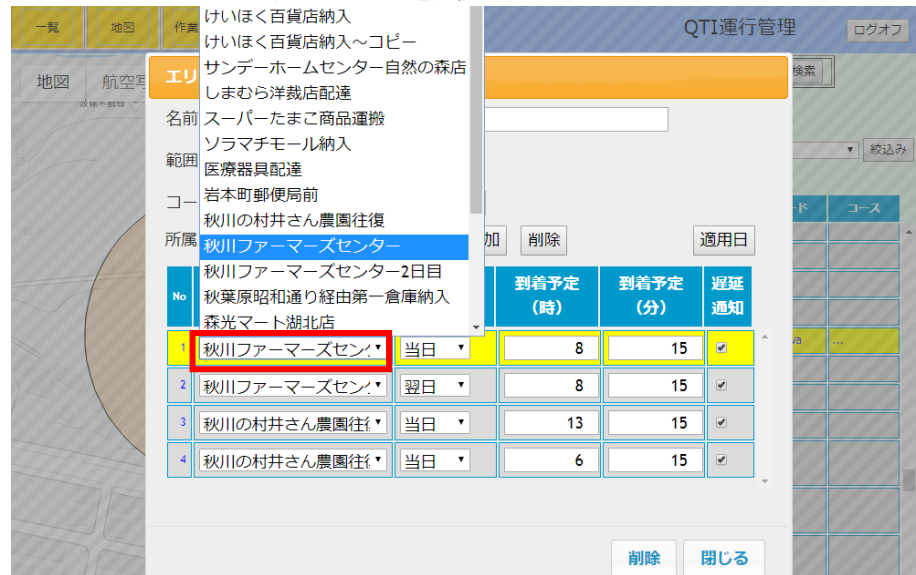 一覧
地図
作業
QTI運行管理
ログオフ
けいほく百貨店納入
けいほく百貨店納入～コピー
サンデーホームセンター自然の森店
しまむら洋裁店配達
スーパーたまご商品運搬
ソラマチモール納入
医療器具配達
岩本町郵便局前
秋川の村井さん農園往復
秋川ファーマーズセンター
秋川ファーマーズセンター2日目
秋葉原昭和通り経由第一倉庫納入
森光マート湖北店
地図
航空写
検索
絞込み
エリ
名前
範囲
コー
所属
加
削除
適用日
ード
コース
No
到着予定（時）
到着予定（分）
遅延通知
1 秋川ファーマーズセン 当日 8 15
2 秋川ファーマーズセン 翌日 8 15
3 秋川の村井さん農園往 当日 13 15
4 秋川の村井さん農園往 当日 6 15
va
...
削除
閉じる